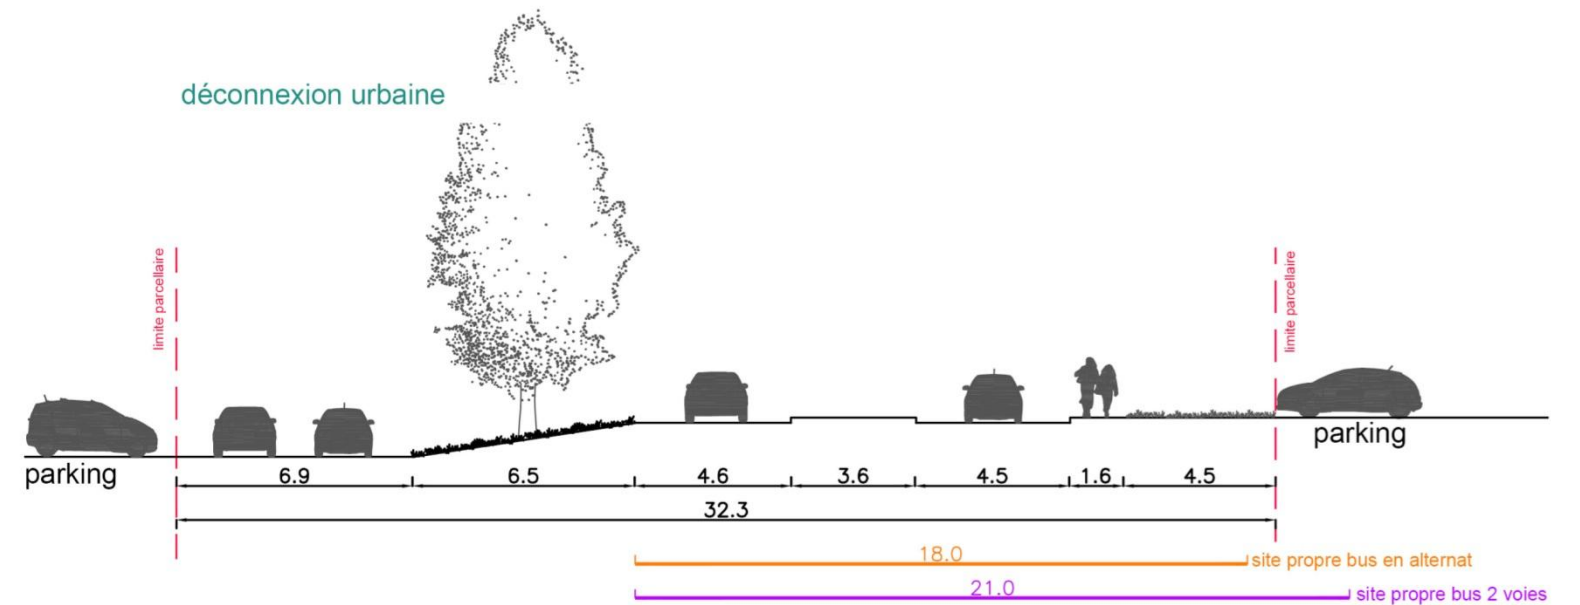 déconnexion urbaine
limite parcellaire
limite parcellaire
parking
parking
6.9
6.5
4.6
3.6
4.5
1.6
4.5
32.3
18.0
site propre bus en alternat
21.0
site propre bus 2 voies